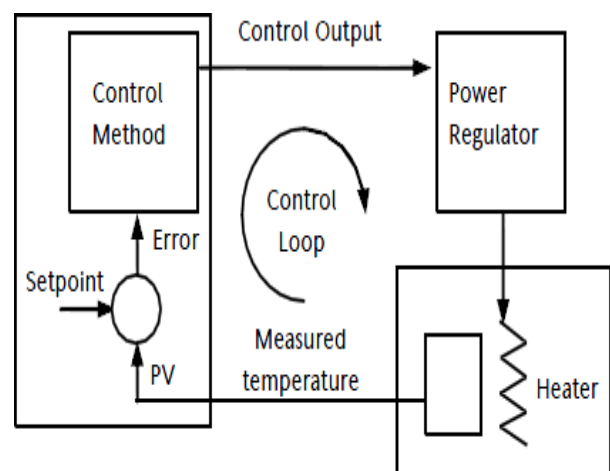 Control Output
Control
Method
Power
Regulator
Control
Loop
Error
Setpoint
PV
Measured
temperature
Heater